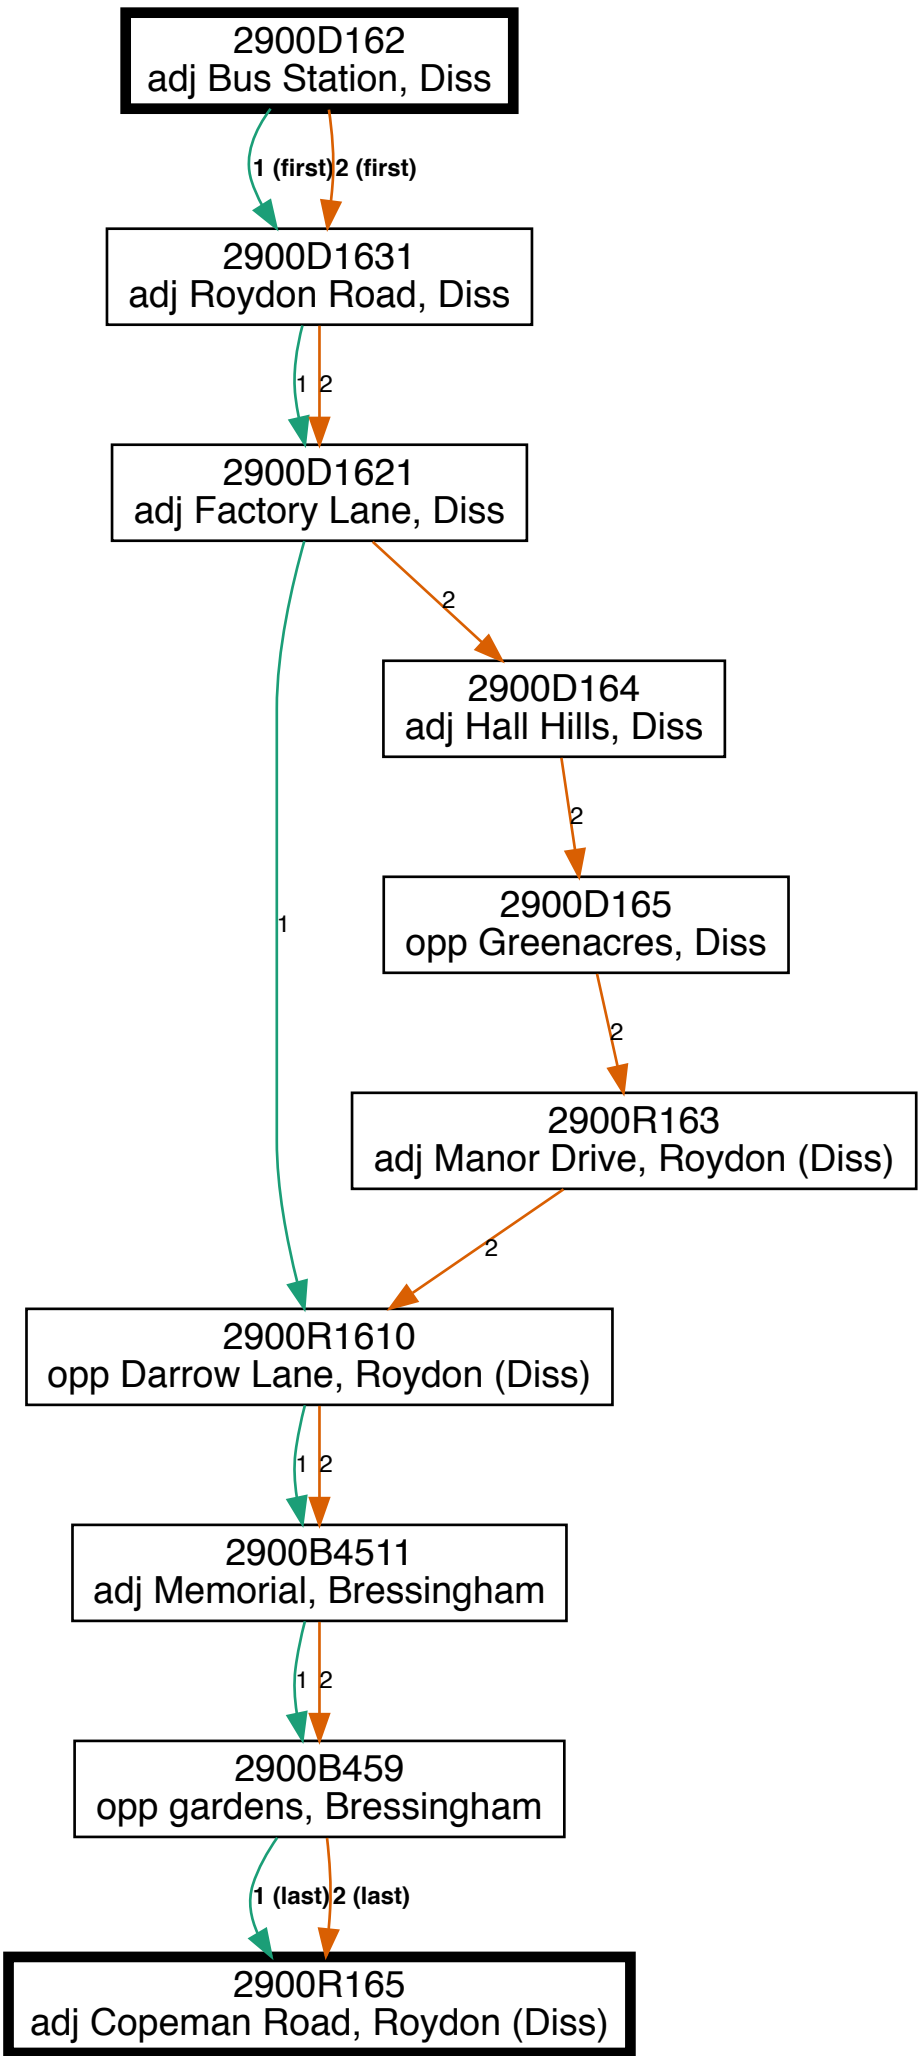 2900D162
adj Bus Station, Diss
1 (first) 2 (first)
2900D1631
adj Roydon Road, Diss
1 2
2900D1621
adj Factory Lane, Diss
2
2900D164
adj Hall Hills, Diss
2
2900D165
opp Greenacres, Diss
1
2
2900R163
adj Manor Drive, Roydon (Diss)
2
2900R1610
opp Darrow Lane, Roydon (Diss)
1 2
2900B4511
adj Memorial, Bressingham
1 2
2900B459
opp gardens, Bressingham
1 (last) 2 (last)
2900R165
adj Copeman Road, Roydon (Diss)